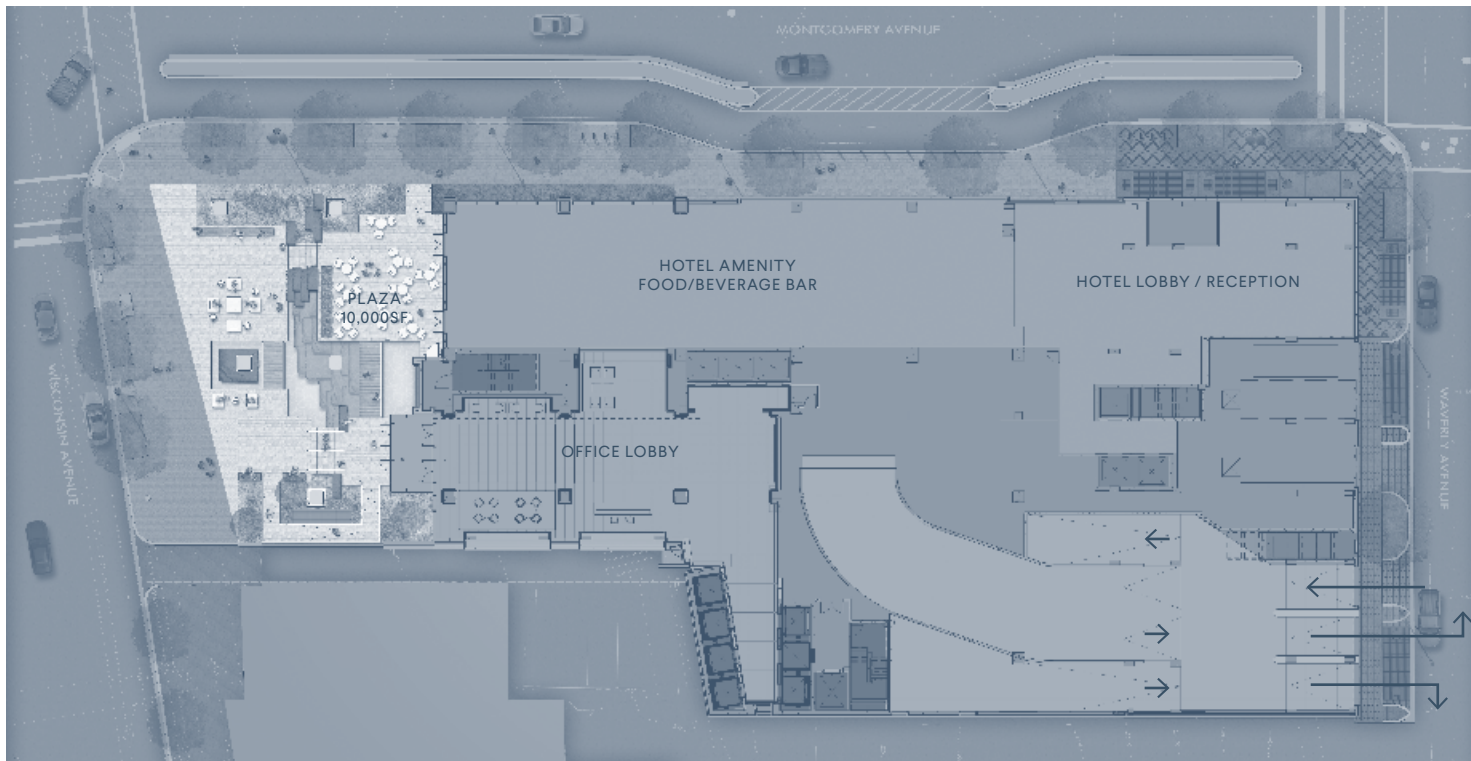 MONTGOMERY AVENUE
HOTEL AMENITY
FOOD/BEVERAGE BAR
HOTEL LOBBY / RECEPTION
PLAZA
10,000SF
OFFICE LOBBY
WISCONSIN AVENUE
WAVERLY AVENUE